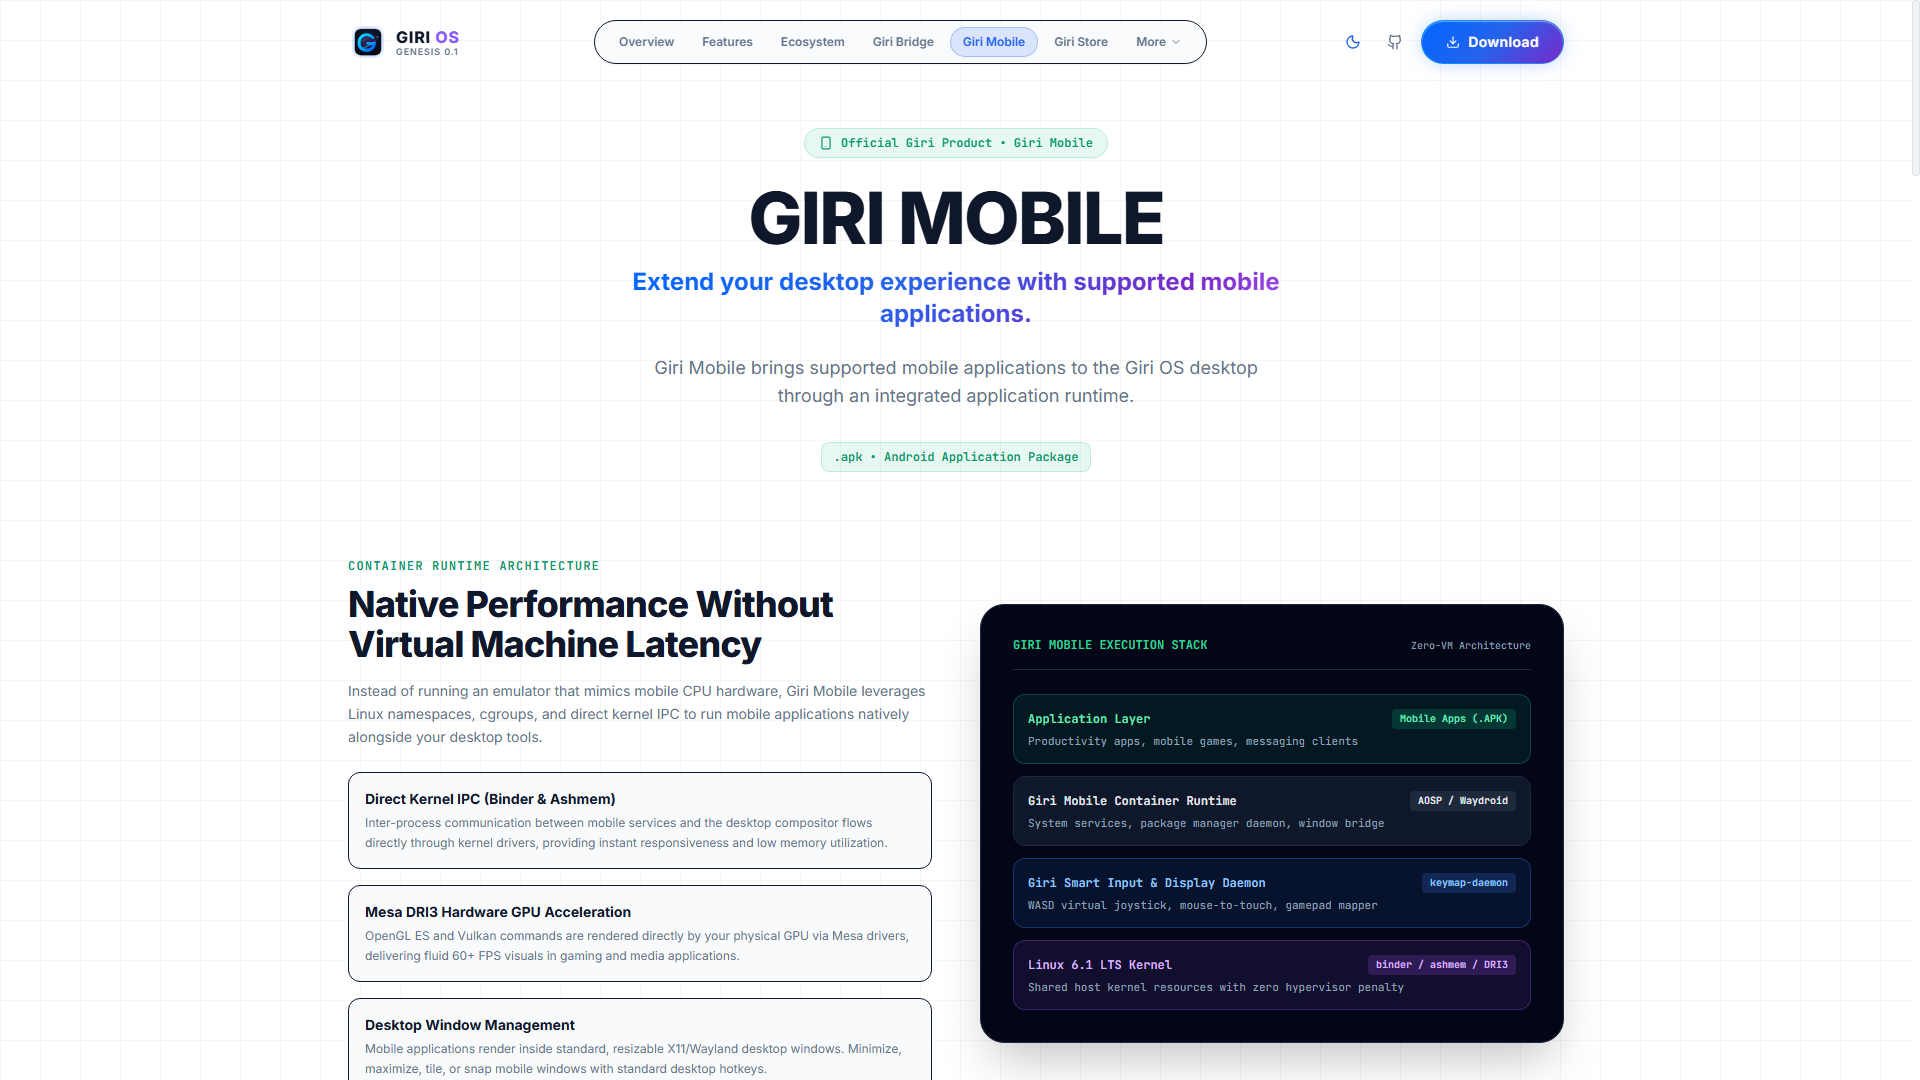 GIRI OS
GENESIS 0.1
Overview
Features
Ecosystem
Giri Bridge
Giri Mobile
Giri Store
More
Download
Official Giri Product • Giri Mobile
GIRI MOBILE
Extend your desktop experience with supported mobile
applications.
Giri Mobile brings supported mobile applications to the Giri OS desktop
through an integrated application runtime.
.apk • Android Application Package
CONTAINER RUNTIME ARCHITECTURE
Native Performance Without
Virtual Machine Latency
Instead of running an emulator that mimics mobile CPU hardware, Giri Mobile leverages
Linux namespaces, cgroups, and direct kernel IPC to run mobile applications natively
alongside your desktop tools.
Direct Kernel IPC (Binder & Ashmem)
Inter-process communication between mobile services and the desktop compositor flows
directly through kernel drivers, providing instant responsiveness and low memory utilization.
Mesa DRI3 Hardware GPU Acceleration
OpenGL ES and Vulkan commands are rendered directly by your physical GPU via Mesa drivers,
delivering fluid 60+ FPS visuals in gaming and media applications.
Desktop Window Management
Mobile applications render inside standard, resizable X11/Wayland desktop windows. Minimize,
maximize, tile, or snap mobile windows with standard desktop hotkeys.
GIRI MOBILE EXECUTION STACK
Zero-VM Architecture
Application Layer
Mobile Apps (.APK)
Productivity apps, mobile games, messaging clients
Giri Mobile Container Runtime
AOSP / Waydroid
System services, package manager daemon, window bridge
Giri Smart Input & Display Daemon
keymap-daemon
WASD virtual joystick, mouse-to-touch, gamepad mapper
Linux 6.1 LTS Kernel
binder / ashmem / DRI3
Shared host kernel resources with zero hypervisor penalty